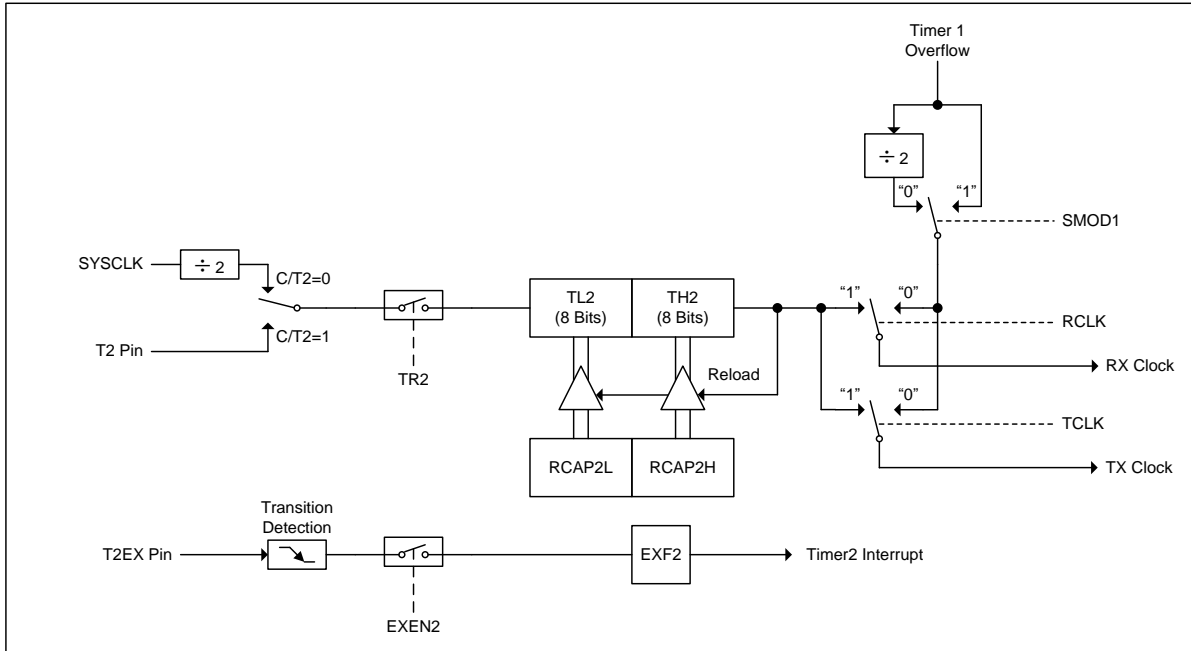 Timer 1
Overflow
÷ 2
“0”
“1”
SMOD1
SYSCLK
÷ 2
C/T2=0
TL2
(8 Bits)
TH2
(8 Bits)
“1”
“0”
RCLK
T2 Pin
C/T2=1
TR2
Reload
RX Clock
“1”
“0”
TCLK
RCAP2L
RCAP2H
TX Clock
Transition
Detection
T2EX Pin
EXF2
Timer2 Interrupt
EXEN2